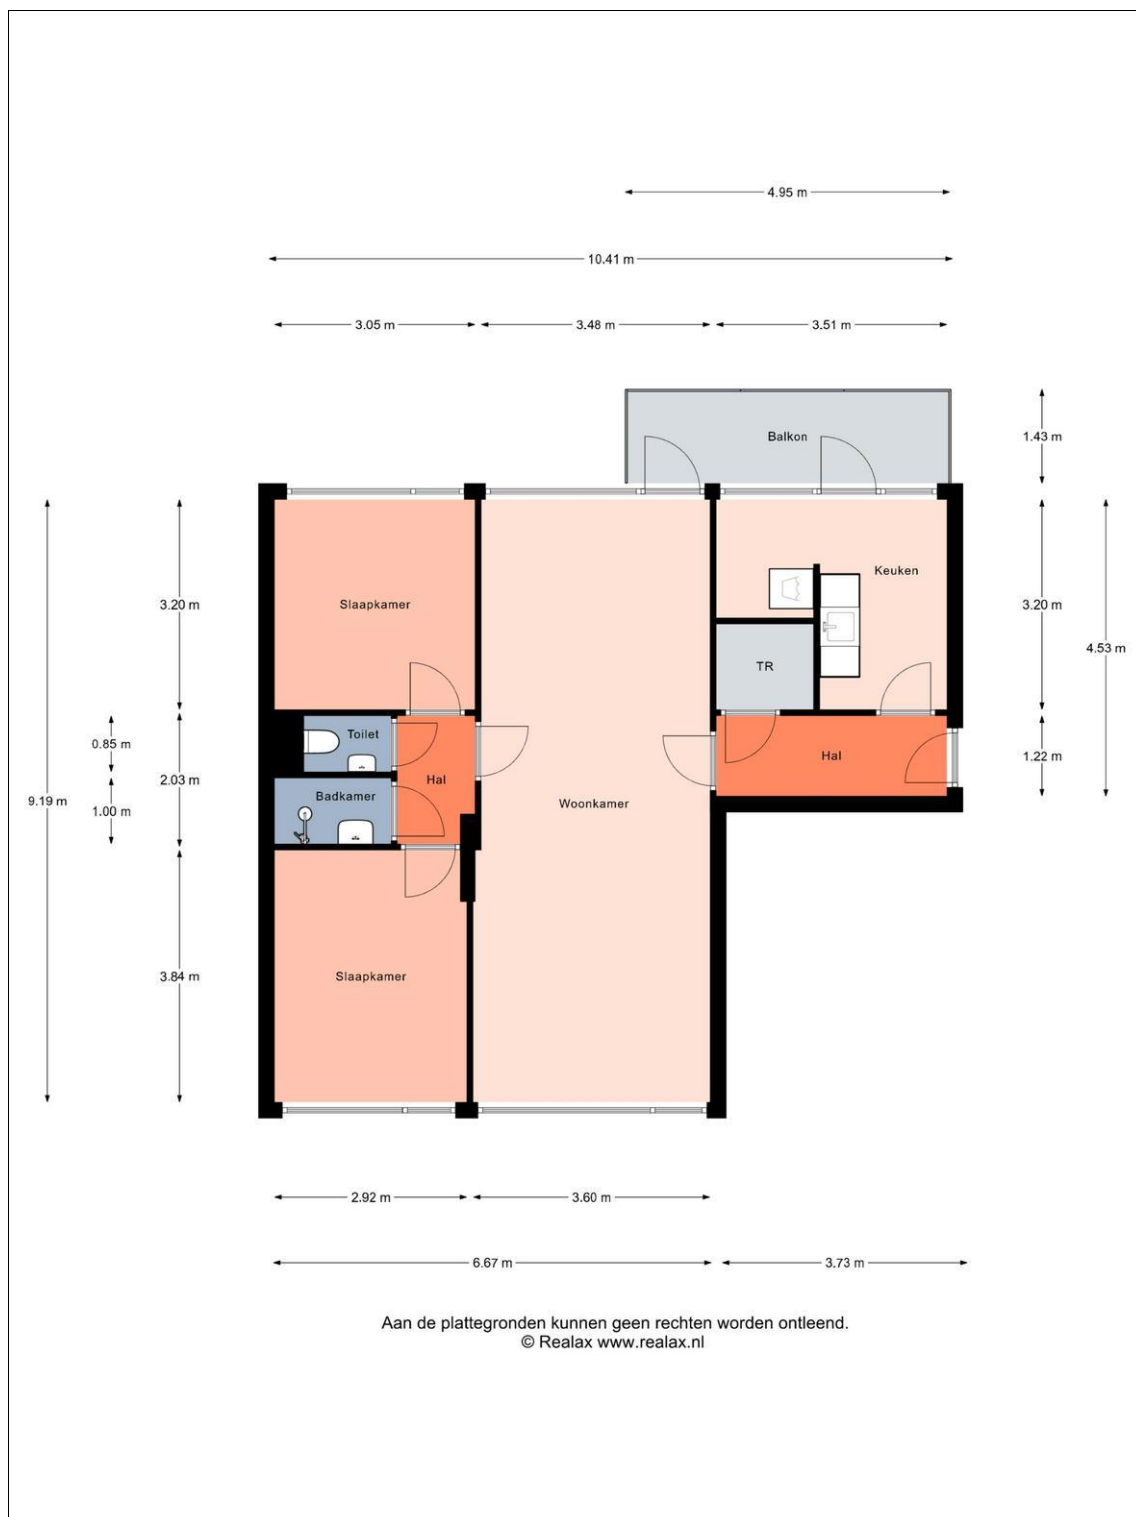 4.95 m
10.41 m
3.05 m
3.48 m
3.51 m
Balkon
1.43 m
Keuken
3.20 m
Slaapkamer
3.20 m
4.53 m
TR
Toilet
0.85 m
Hal
Hal
1.22 m
2.03 m
Badkamer
9.19 m
1.00 m
Woonkamer
Slaapkamer
3.84 m
2.92 m
3.60 m
6.67 m
3.73 m
Aan de plattegronden kunnen geen rechten worden ontleend.
© Realax www.realax.nl